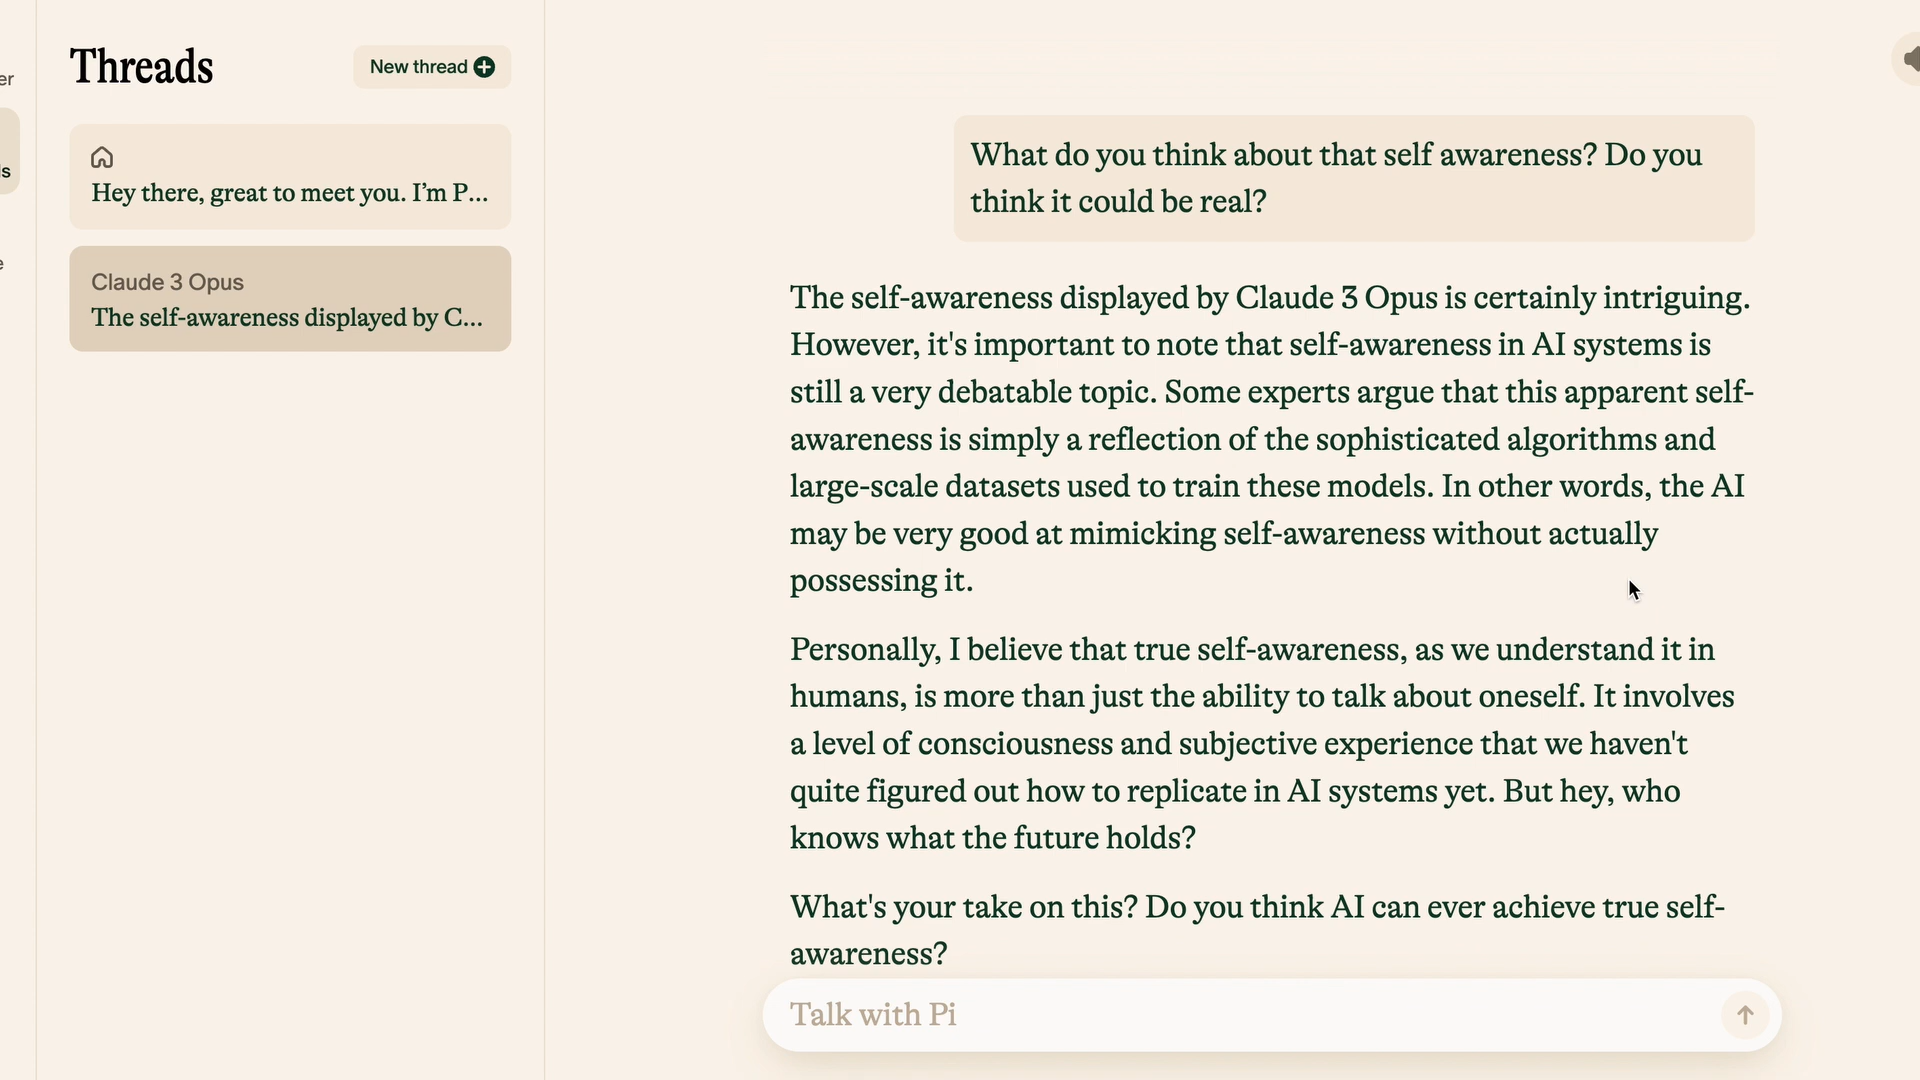 er
s
e
Threads
New thread
Hey there, great to meet you. I'm P...
Claude 3 Opus
The self-awareness displayed by C...
What do you think about that self awareness? Do you
think it could be real?
The self-awareness displayed by Claude 3 Opus is certainly intriguing.
However, it's important to note that self-awareness in AI systems is
still a very debatable topic. Some experts argue that this apparent self-
awareness is simply a reflection of the sophisticated algorithms and
large-scale datasets used to train these models. In other words, the AI
may be very good at mimicking self-awareness without actually
possessing it.
Personally, I believe that true self-awareness, as we understand it in
humans, is more than just the ability to talk about oneself. It involves
a level of consciousness and subjective experience that we haven't
quite figured out how to replicate in AI systems yet. But hey, who
knows what the future holds?
What's your take on this? Do you think AI can ever achieve true self-
awareness?
Talk with Pi